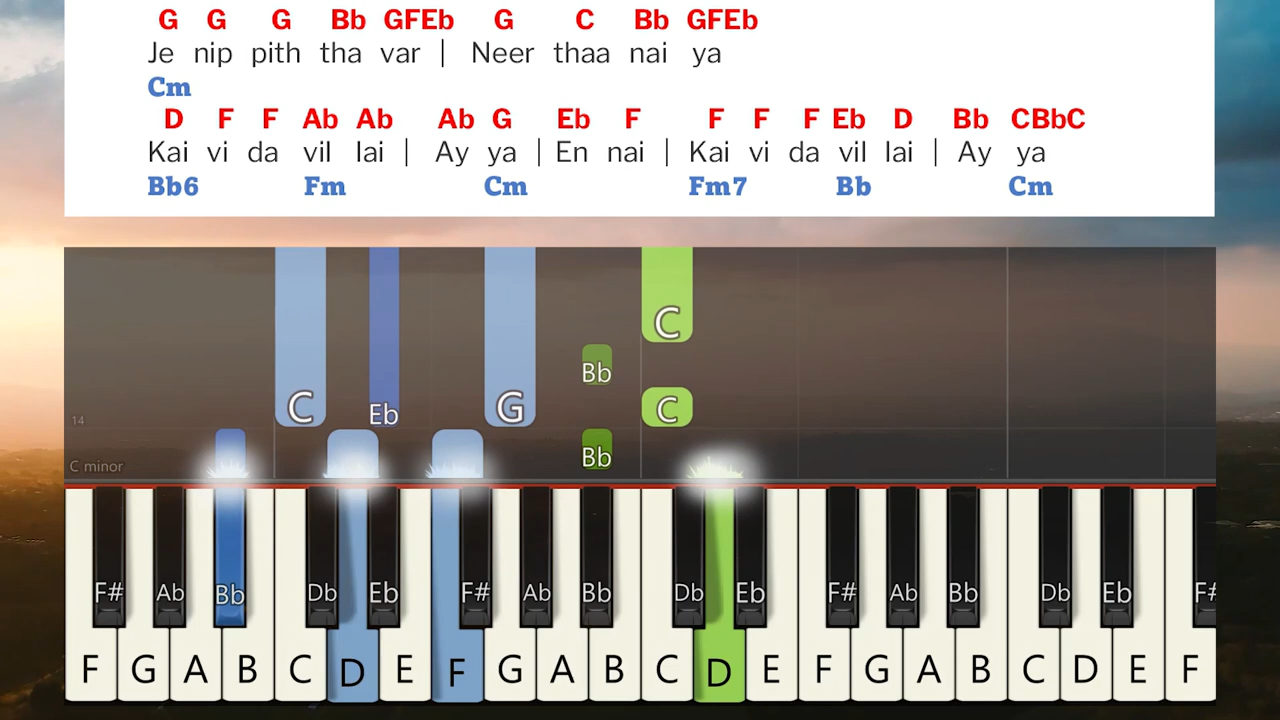 G G G Bb GFEb G C Bb GFEb
Je nip pith tha var | Neer thaa nai ya
Cm
D F F Ab Ab Ab G Eb F F F F Eb D Bb CBbC
Kai vi da vil lai | Ay ya | En nai | Kai vi da vil lai | Ay ya
Bb6 Fm Cm Fm7 Bb Cm
C
Bb
C Eb G C
14
Bb
C minor
F# Ab Bb Db Eb F# Ab Bb Db Eb F# Ab Bb Db Eb F#
F G A B C D E F G A B C D E F G A B C D E F